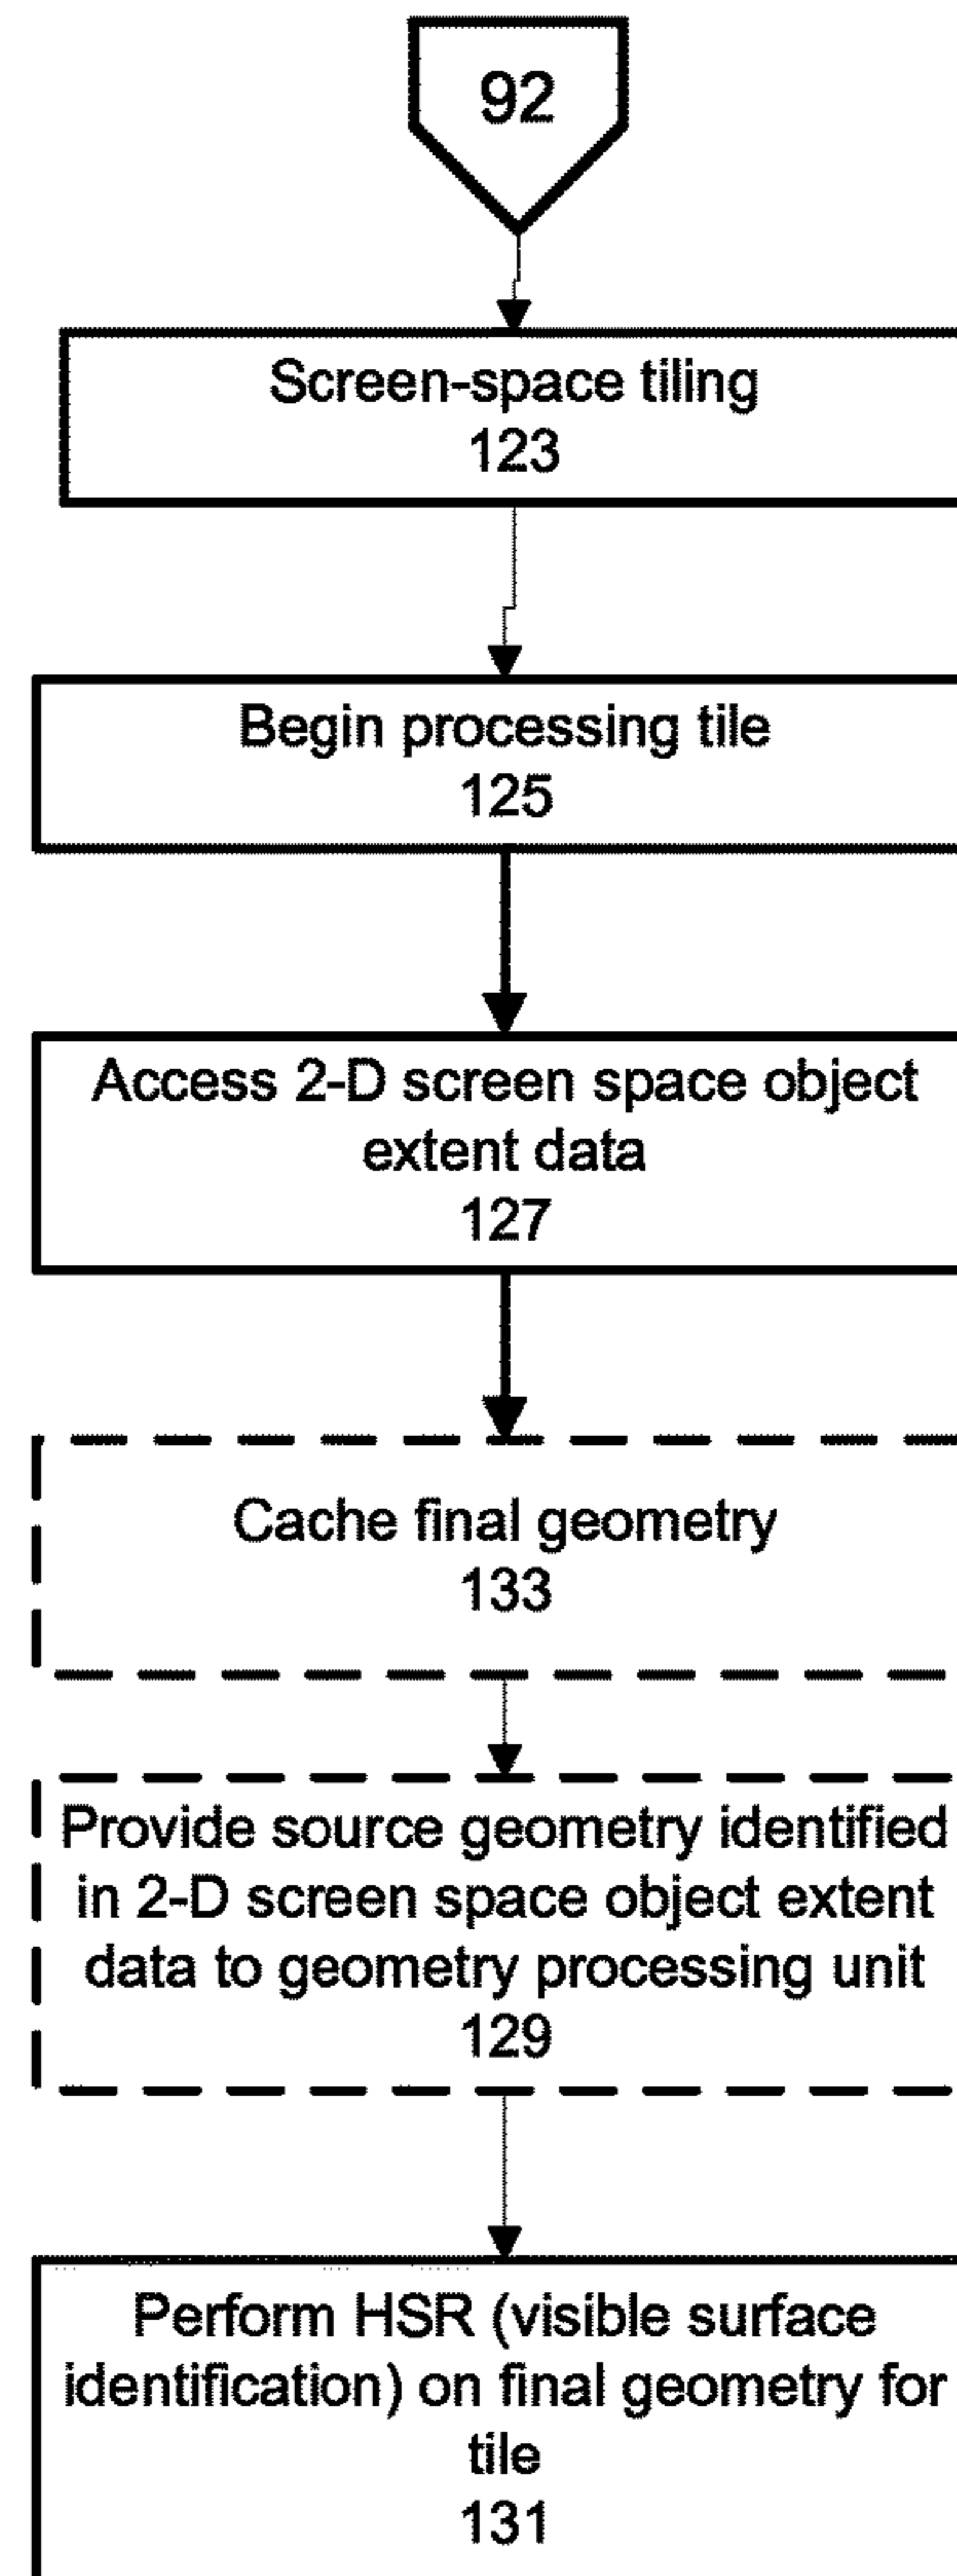 92
Screen-space tiling
123
Begin processing tile
125
Access 2-D screen space object
extent data
127
Cache final geometry
133
Provide source geometry identified
in 2-D screen space object extent
data to geometry processing unit
129
Perform HSR (visible surface
identification) on final geometry for
tile
131